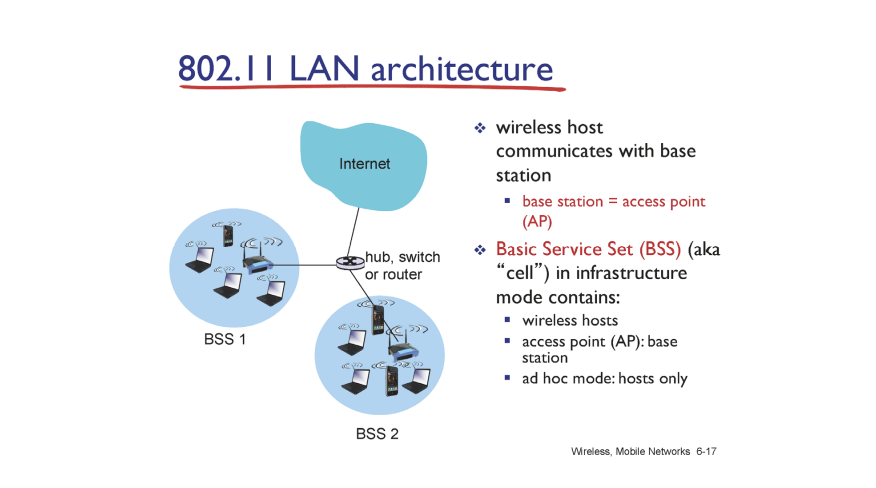 802.11 LAN architecture
Internet
hub, switch
or router
BSS 1
BSS 2
❖ wireless host
communicates with base
station
▪ base station = access point
(AP)
❖ Basic Service Set (BSS) (aka
“cell”) in infrastructure
mode contains:
▪ wireless hosts
▪ access point (AP): base
station
▪ ad hoc mode: hosts only
Wireless, Mobile Networks 6-17